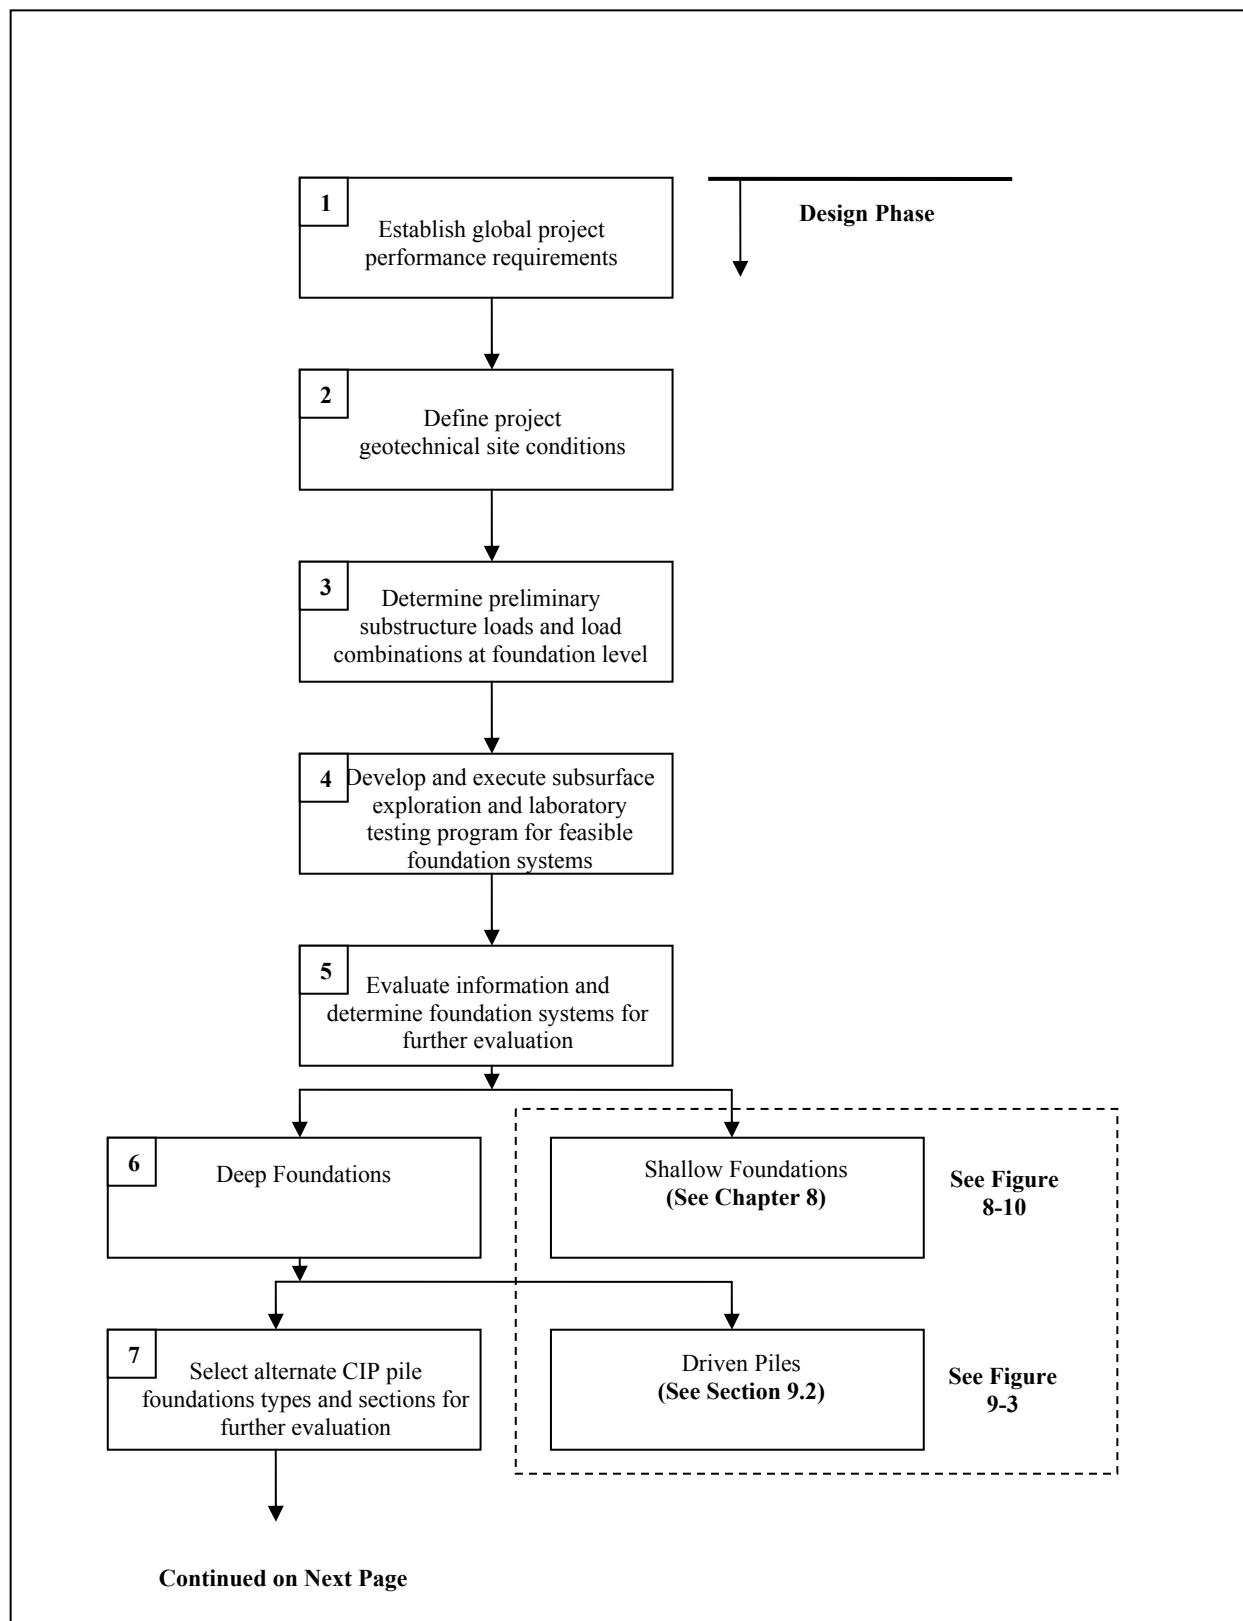 1
Establish global project
performance requirements
Design Phase
2
Define project
geotechnical site conditions
3
Determine preliminary
substructure loads and load
combinations at foundation level
4
Develop and execute subsurface
exploration and laboratory
testing program for feasible
foundation systems
5
Evaluate information and
determine foundation systems for
further evaluation
6
Deep Foundations
Shallow Foundations
(See Chapter 8)
See Figure
8-10
7
Select alternate CIP pile
foundations types and sections for
further evaluation
Driven Piles
(See Section 9.2)
See Figure
9-3
Continued on Next Page